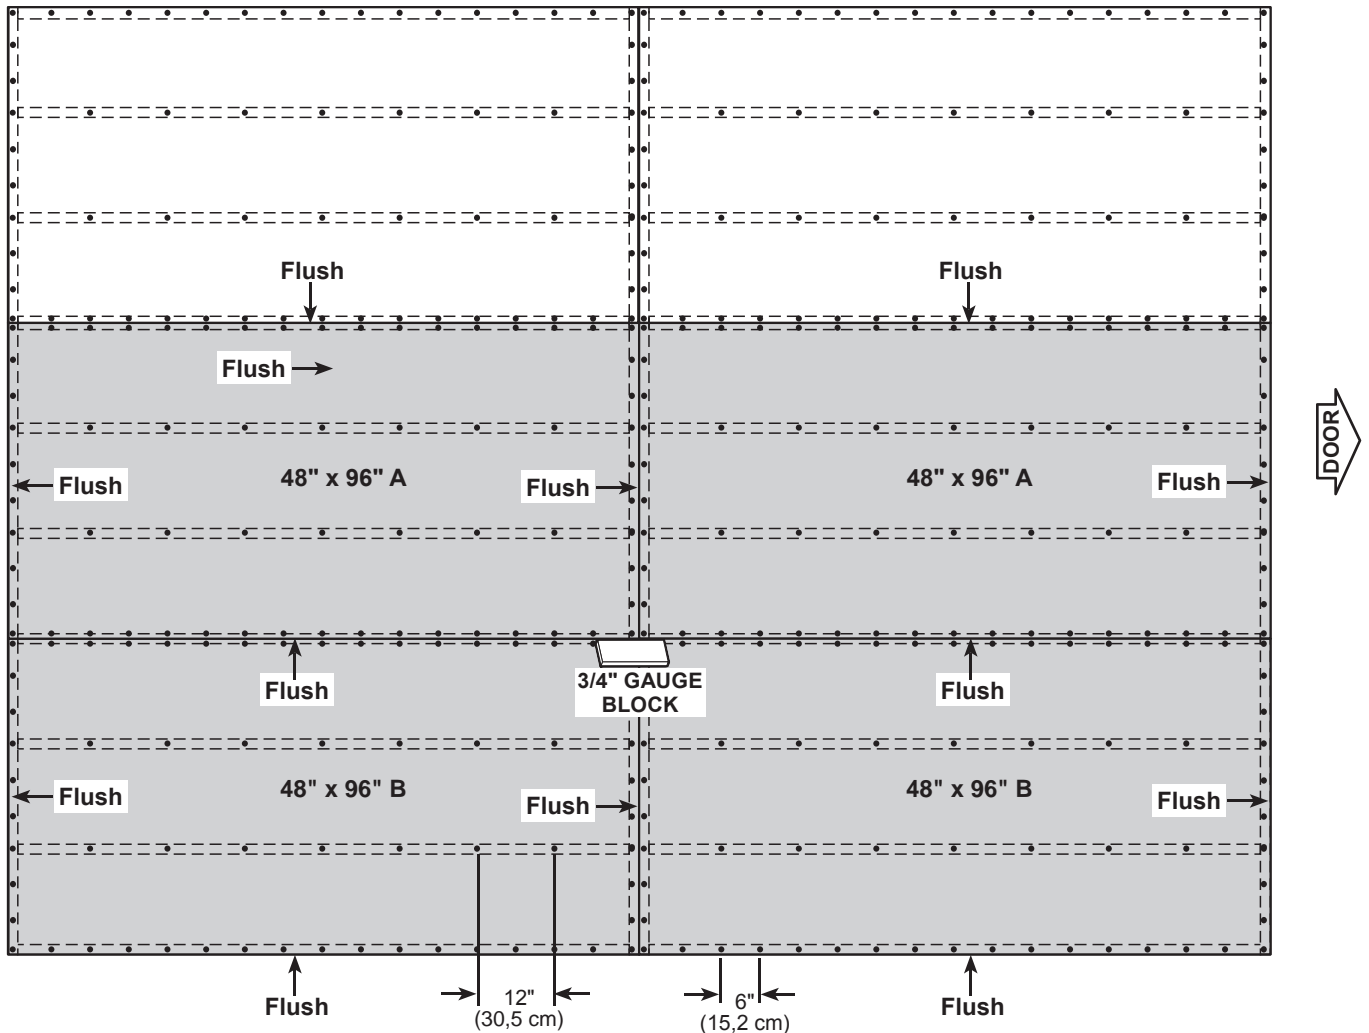 Flush
Flush
Flush
DOOR
48" x 96" A
48" x 96" A
Flush
Flush
Flush
Flush
3/4" GAUGE
BLOCK
Flush
48" x 96" B
48" x 96" B
Flush
Flush
Flush
Flush
12"
(30,5 cm)
6"
(15,2 cm)
Flush